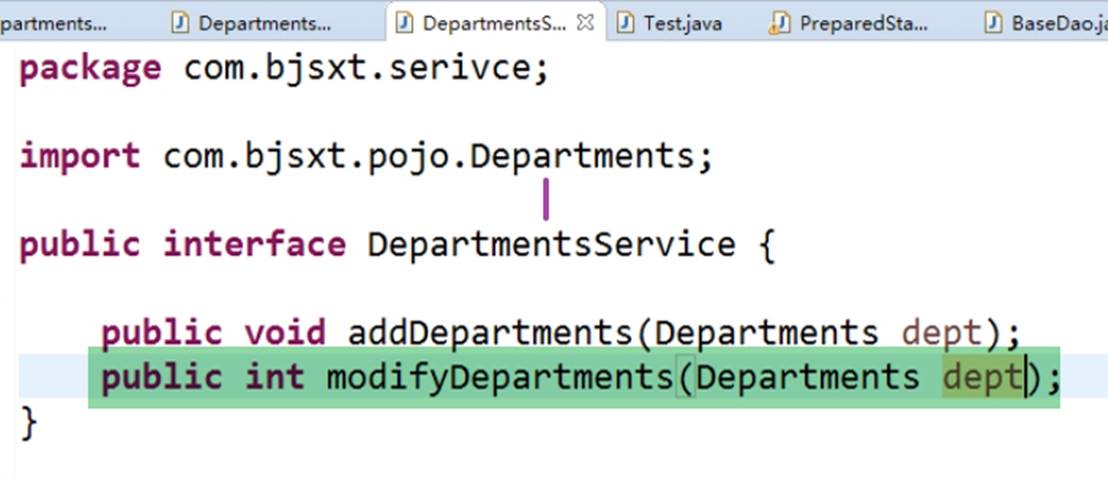 partments... Departments... DepartmentsS... Test.java PreparedSta... BaseDao.ja
package com.bjsxt.serivce;
import com.bjsxt.pojo.Departments;
public interface DepartmentsService {
public void addDepartments(Departments dept);
public int modifyDepartments(Departments dept);
}